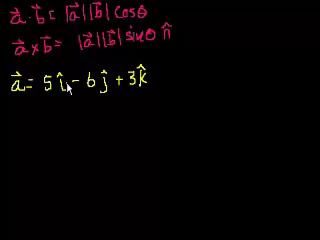 a⃗ · b⃗ = |a⃗||b⃗| cosθ
a⃗ × b⃗ = |a⃗||b⃗| sinθ n̂
a⃗ = 5î − 6ĵ + 3k̂